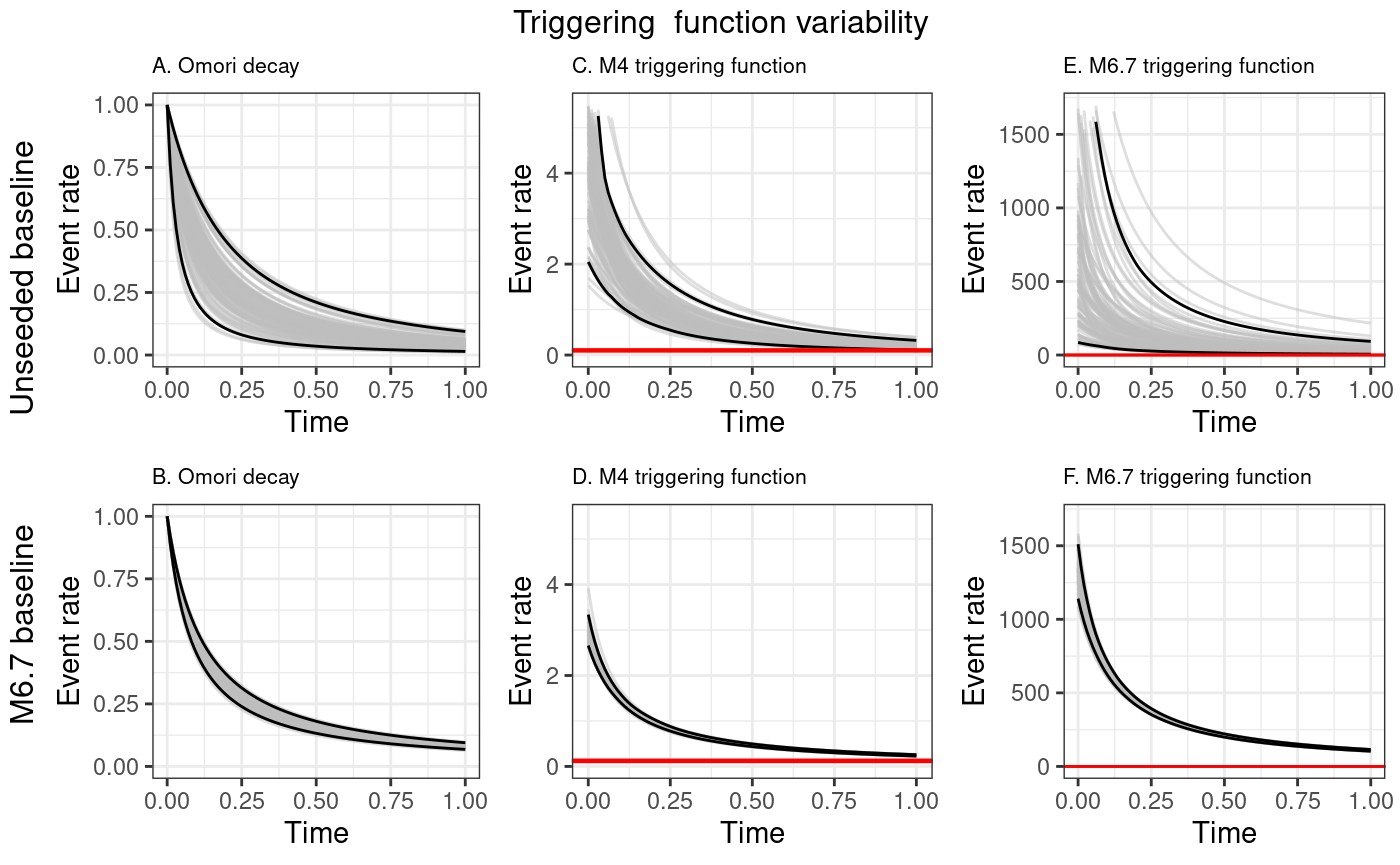 Triggering  function variability
Unseeded baseline
A. Omori decay
Event rate
1.00
0.75
0.50
0.25
0.00
0.00 0.25 0.50 0.75 1.00
Time
C. M4 triggering function
Event rate
4
2
0
0.00 0.25 0.50 0.75 1.00
Time
E. M6.7 triggering function
Event rate
1500
1000
500
0
0.00 0.25 0.50 0.75 1.00
Time
M6.7 baseline
B. Omori decay
Event rate
1.00
0.75
0.50
0.25
0.00
0.00 0.25 0.50 0.75 1.00
Time
D. M4 triggering function
Event rate
4
2
0
0.00 0.25 0.50 0.75 1.00
Time
F. M6.7 triggering function
Event rate
1500
1000
500
0
0.00 0.25 0.50 0.75 1.00
Time